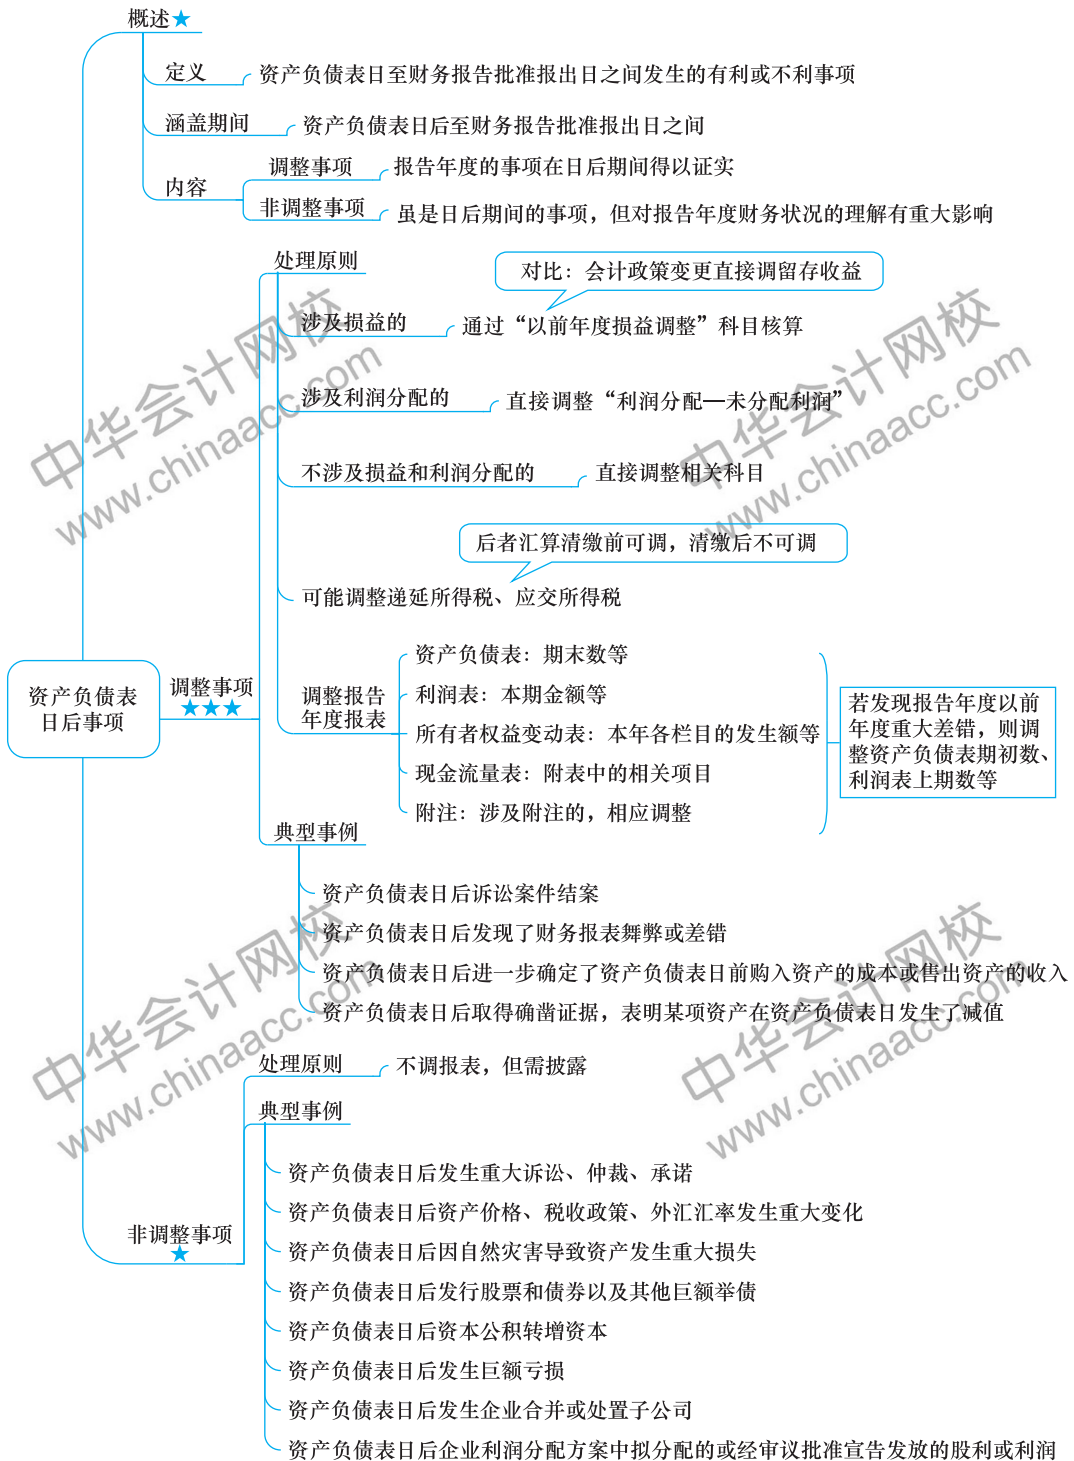 概述★
定义
资产负债表日至财务报告批准报出日之间发生的有利或不利事项
涵盖期间
资产负债表日后至财务报告批准报出日之间
内容
调整事项
报告年度的事项在日后期间得以证实
非调整事项
虽是日后期间的事项，但对报告年度财务状况的理解有重大影响
处理原则
对比：会计政策变更直接调留存收益
涉及损益的
通过“以前年度损益调整”科目核算
涉及利润分配的
直接调整“利润分配—未分配利润”
不涉及损益和利润分配的
直接调整相关科目
后者汇算清缴前可调，清缴后不可调
可能调整递延所得税、应交所得税
资产负债表
日后事项
调整事项
★★★
调整报告
年度报表
资产负债表：期末数等
利润表：本期金额等
所有者权益变动表：本年各栏目的发生额等
现金流量表：附表中的相关项目
附注：涉及附注的，相应调整
若发现报告年度以前
年度重大差错，则调
整资产负债表期初数、
利润表上期数等
典型事例
资产负债表日后诉讼案件结案
资产负债表日后发现了财务报表舞弊或差错
资产负债表日后进一步确定了资产负债表日前购入资产的成本或售出资产的收入
资产负债表日后取得确凿证据，表明某项资产在资产负债表日发生了减值
处理原则
不调报表，但需披露
典型事例
资产负债表日后发生重大诉讼、仲裁、承诺
资产负债表日后资产价格、税收政策、外汇汇率发生重大变化
非调整事项
★
资产负债表日后因自然灾害导致资产发生重大损失
资产负债表日后发行股票和债券以及其他巨额举债
资产负债表日后资本公积转增资本
资产负债表日后发生巨额亏损
资产负债表日后发生企业合并或处置子公司
资产负债表日后企业利润分配方案中拟分配的或经审议批准宣告发放的股利或利润
中华会计网校
www.chinaacc.com
中华会计网校
www.chinaacc.com
中华会计网校
www.chinaacc.com
中华会计网校
www.chinaacc.com